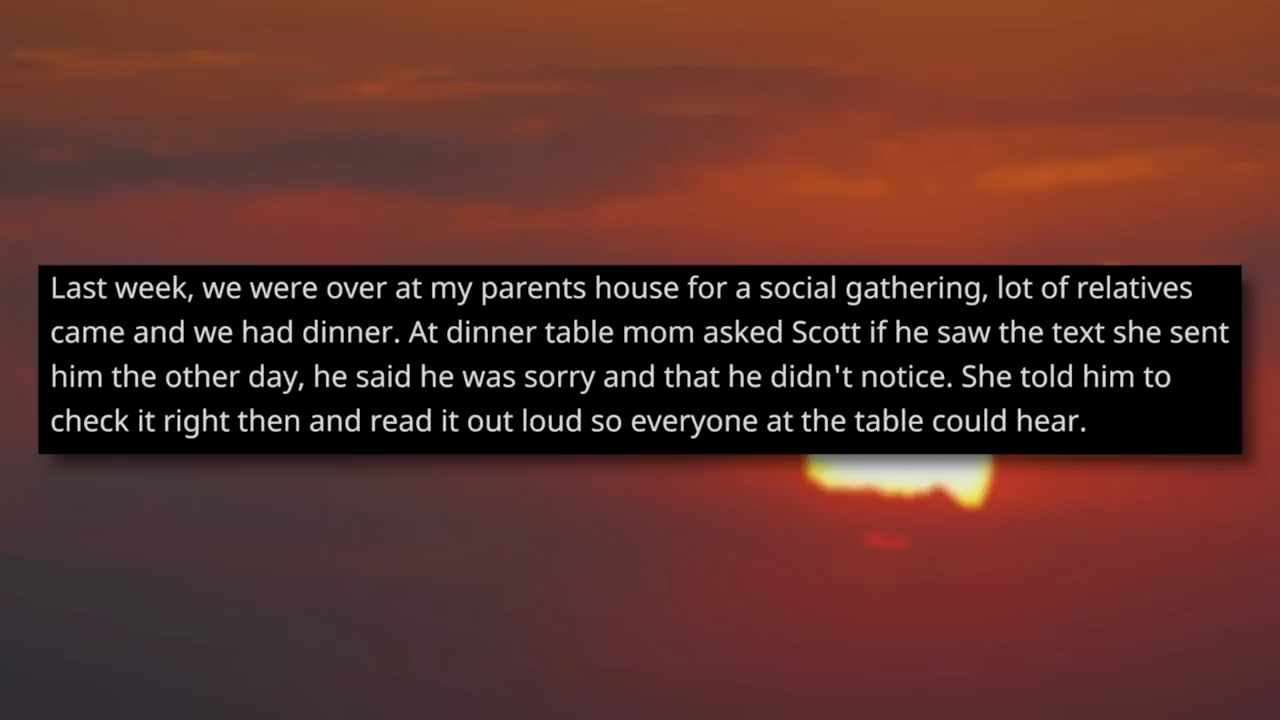 Last week, we were over at my parents house for a social gathering, lot of relatives
came and we had dinner. At dinner table mom asked Scott if he saw the text she sent
him the other day, he said he was sorry and that he didn't notice. She told him to
check it right then and read it out loud so everyone at the table could hear.